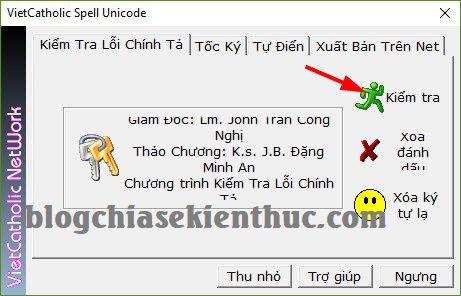 VietCatholic Spell Unicode
Kiểm Tra Lỗi Chính Tả
Tốc Ký
Tự Điển
Xuất Bản Trên Net
VietCatholic NetWork
Giám Đốc: Lm. John Trần Công
Nghị
Thảo Chương: K.s. J.B. Đặng
Minh An
Chương trình Kiểm Tra Lỗi Chính
Tả
Kiểm tra
Xoa
đánh
dấu
Xóa ký
tự lạ
blogchiasekienthuc.com
Thu nhỏ
Trợ giúp
Ngưng